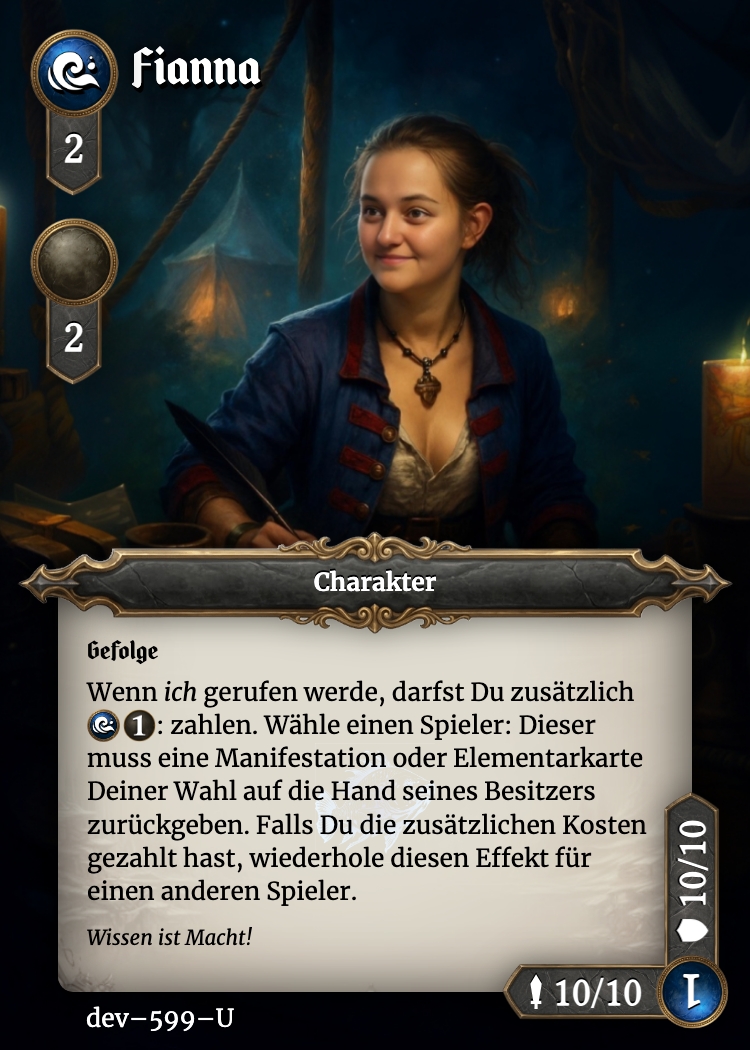 Fianna
2
2
Charakter
Gefolge
Wenn ich gerufen werde, darfst Du zusätzlich
1: zahlen. Wähle einen Spieler: Dieser
muss eine Manifestation oder Elementarkarte
Deiner Wahl auf die Hand seines Besitzers
zurückgeben. Falls Du die zusätzlichen Kosten
gezahlt hast, wiederhole diesen Effekt für
einen anderen Spieler.
Wissen ist Macht!
10/10
10/10
1
dev–599–U